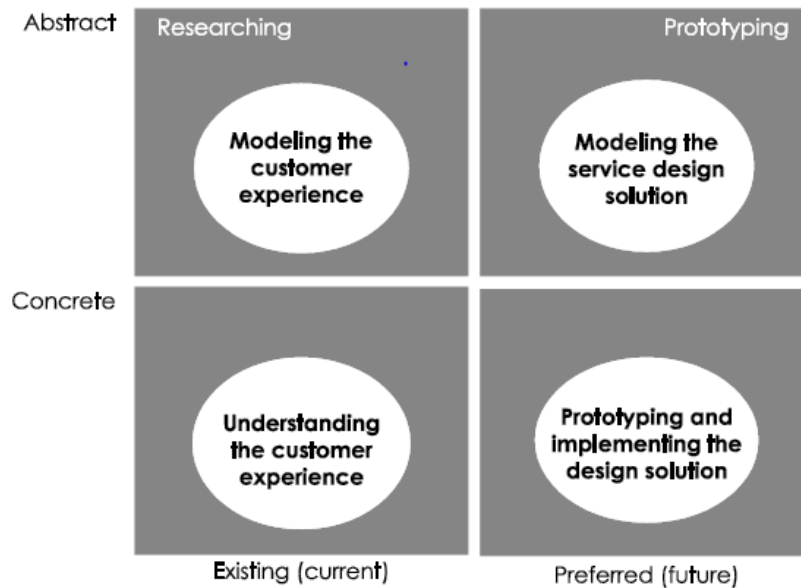 Abstract
Researching
Prototyping
Modeling the
customer
experience
Modeling the
service design
solution
Concrete
Understanding
the customer
experience
Prototyping and
implementing the
design solution
Existing (current)
Preferred (future)